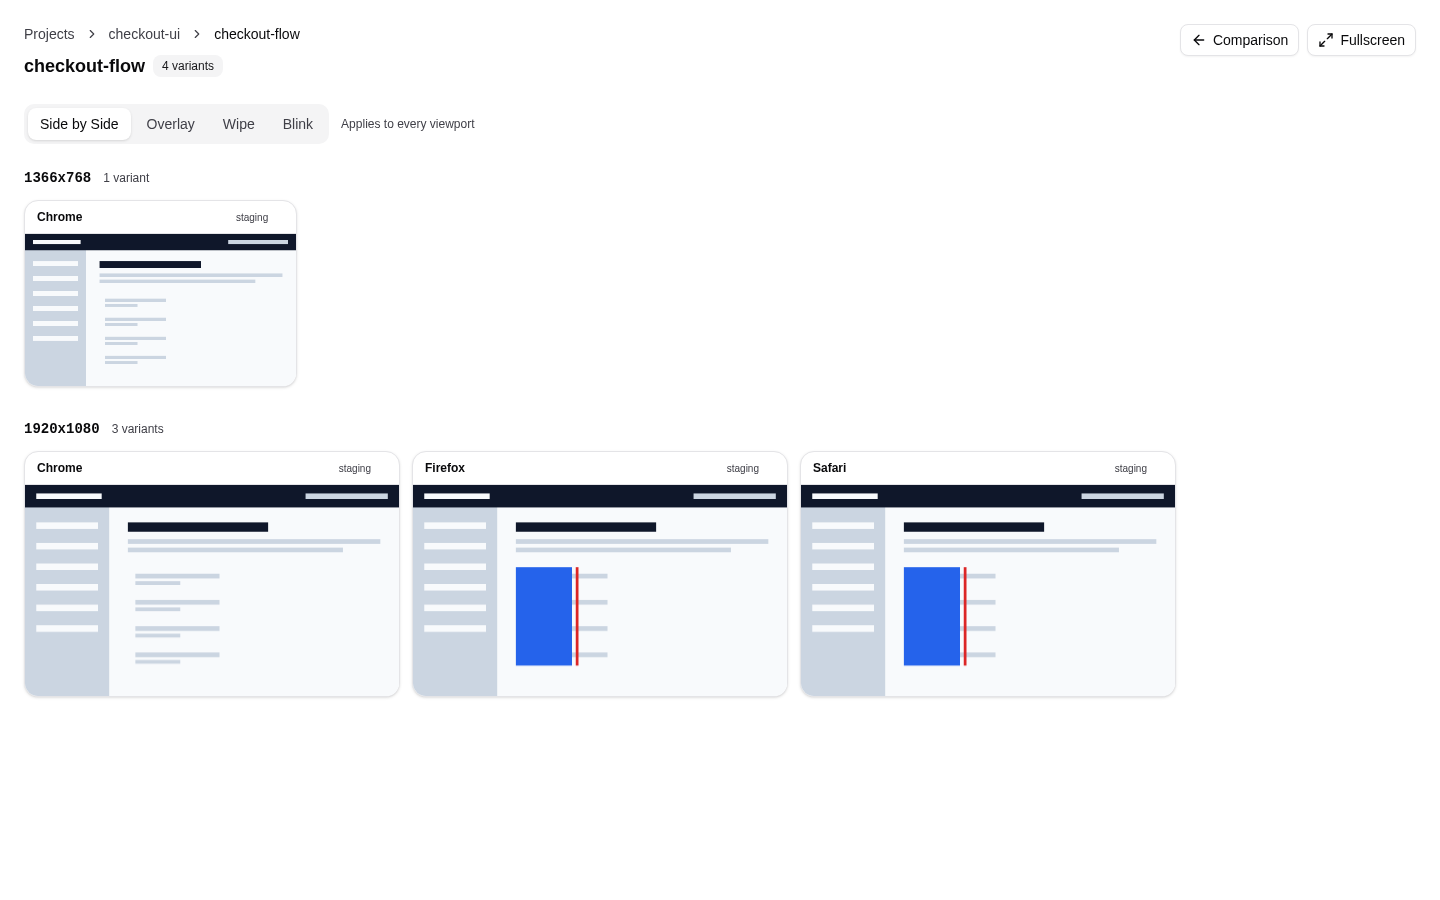 Projects > checkout-ui > checkout-flow
Comparison
Fullscreen
checkout-flow 4 variants
Side by Side Overlay Wipe Blink Applies to every viewport
1366x768 1 variant
Chrome staging
1920x1080 3 variants
Chrome staging
Firefox staging
Safari staging